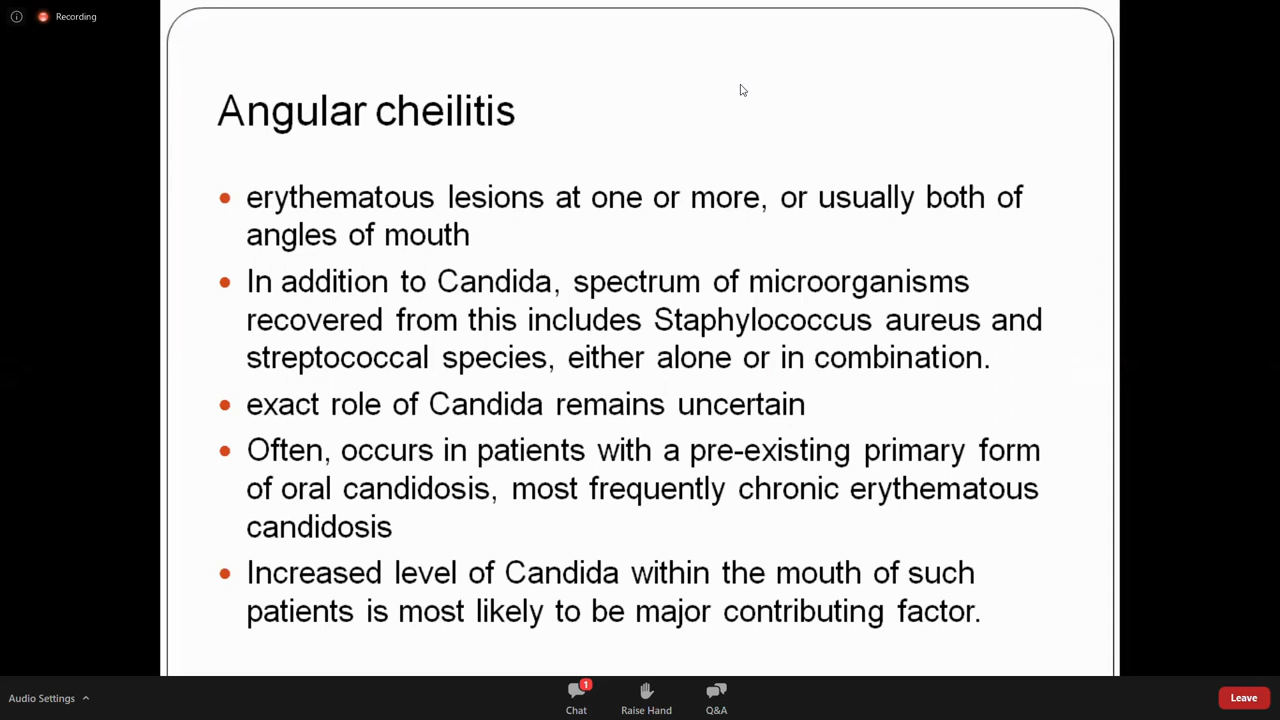 Recording
Angular cheilitis
erythematous lesions at one or more, or usually both of
angles of mouth
In addition to Candida, spectrum of microorganisms
recovered from this includes Staphylococcus aureus and
streptococcal species, either alone or in combination.
exact role of Candida remains uncertain
Often, occurs in patients with a pre-existing primary form
of oral candidosis, most frequently chronic erythematous
candidosis
Increased level of Candida within the mouth of such
patients is most likely to be major contributing factor.
Audio Settings
1
Chat
Raise Hand
Q&A
Leave